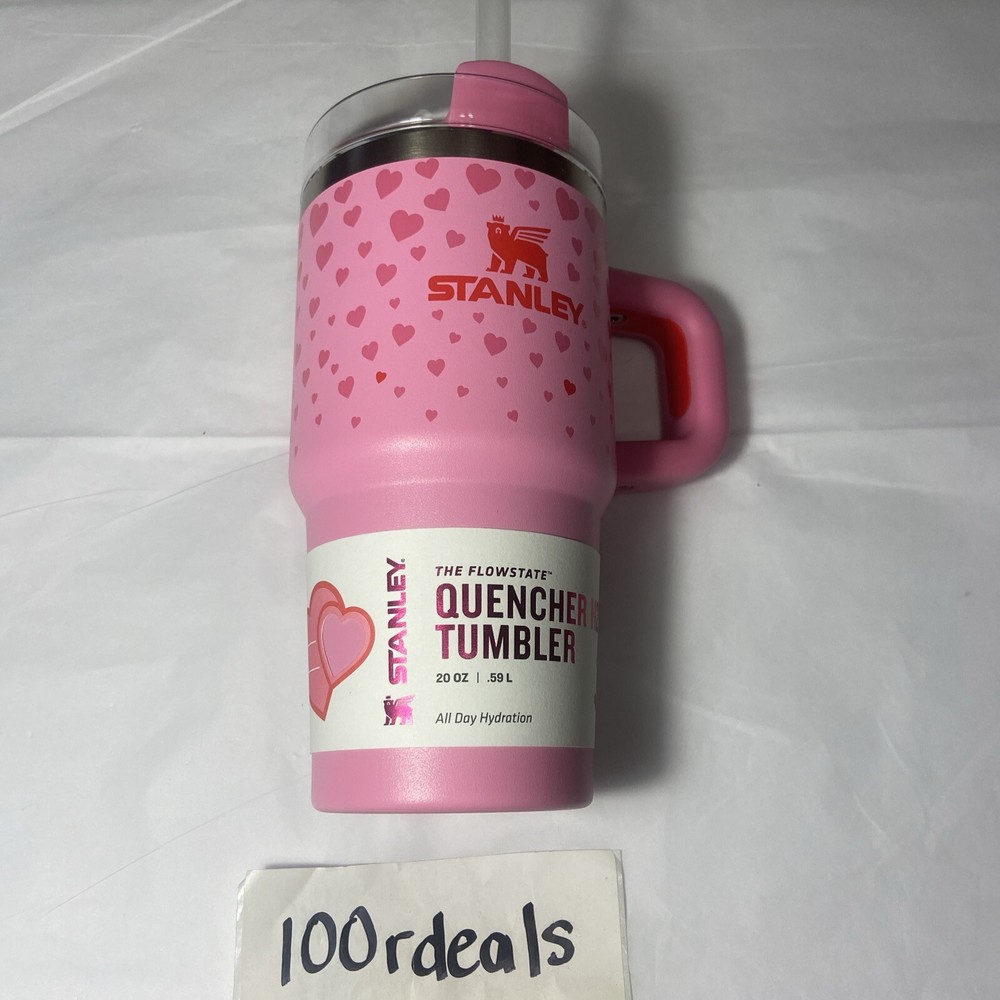 STANLEY®
STANLEY®
THE FLOWSTATE™
QUENCHER
TUMBLER
20 OZ | .59 L
All Day Hydration
100rdeals